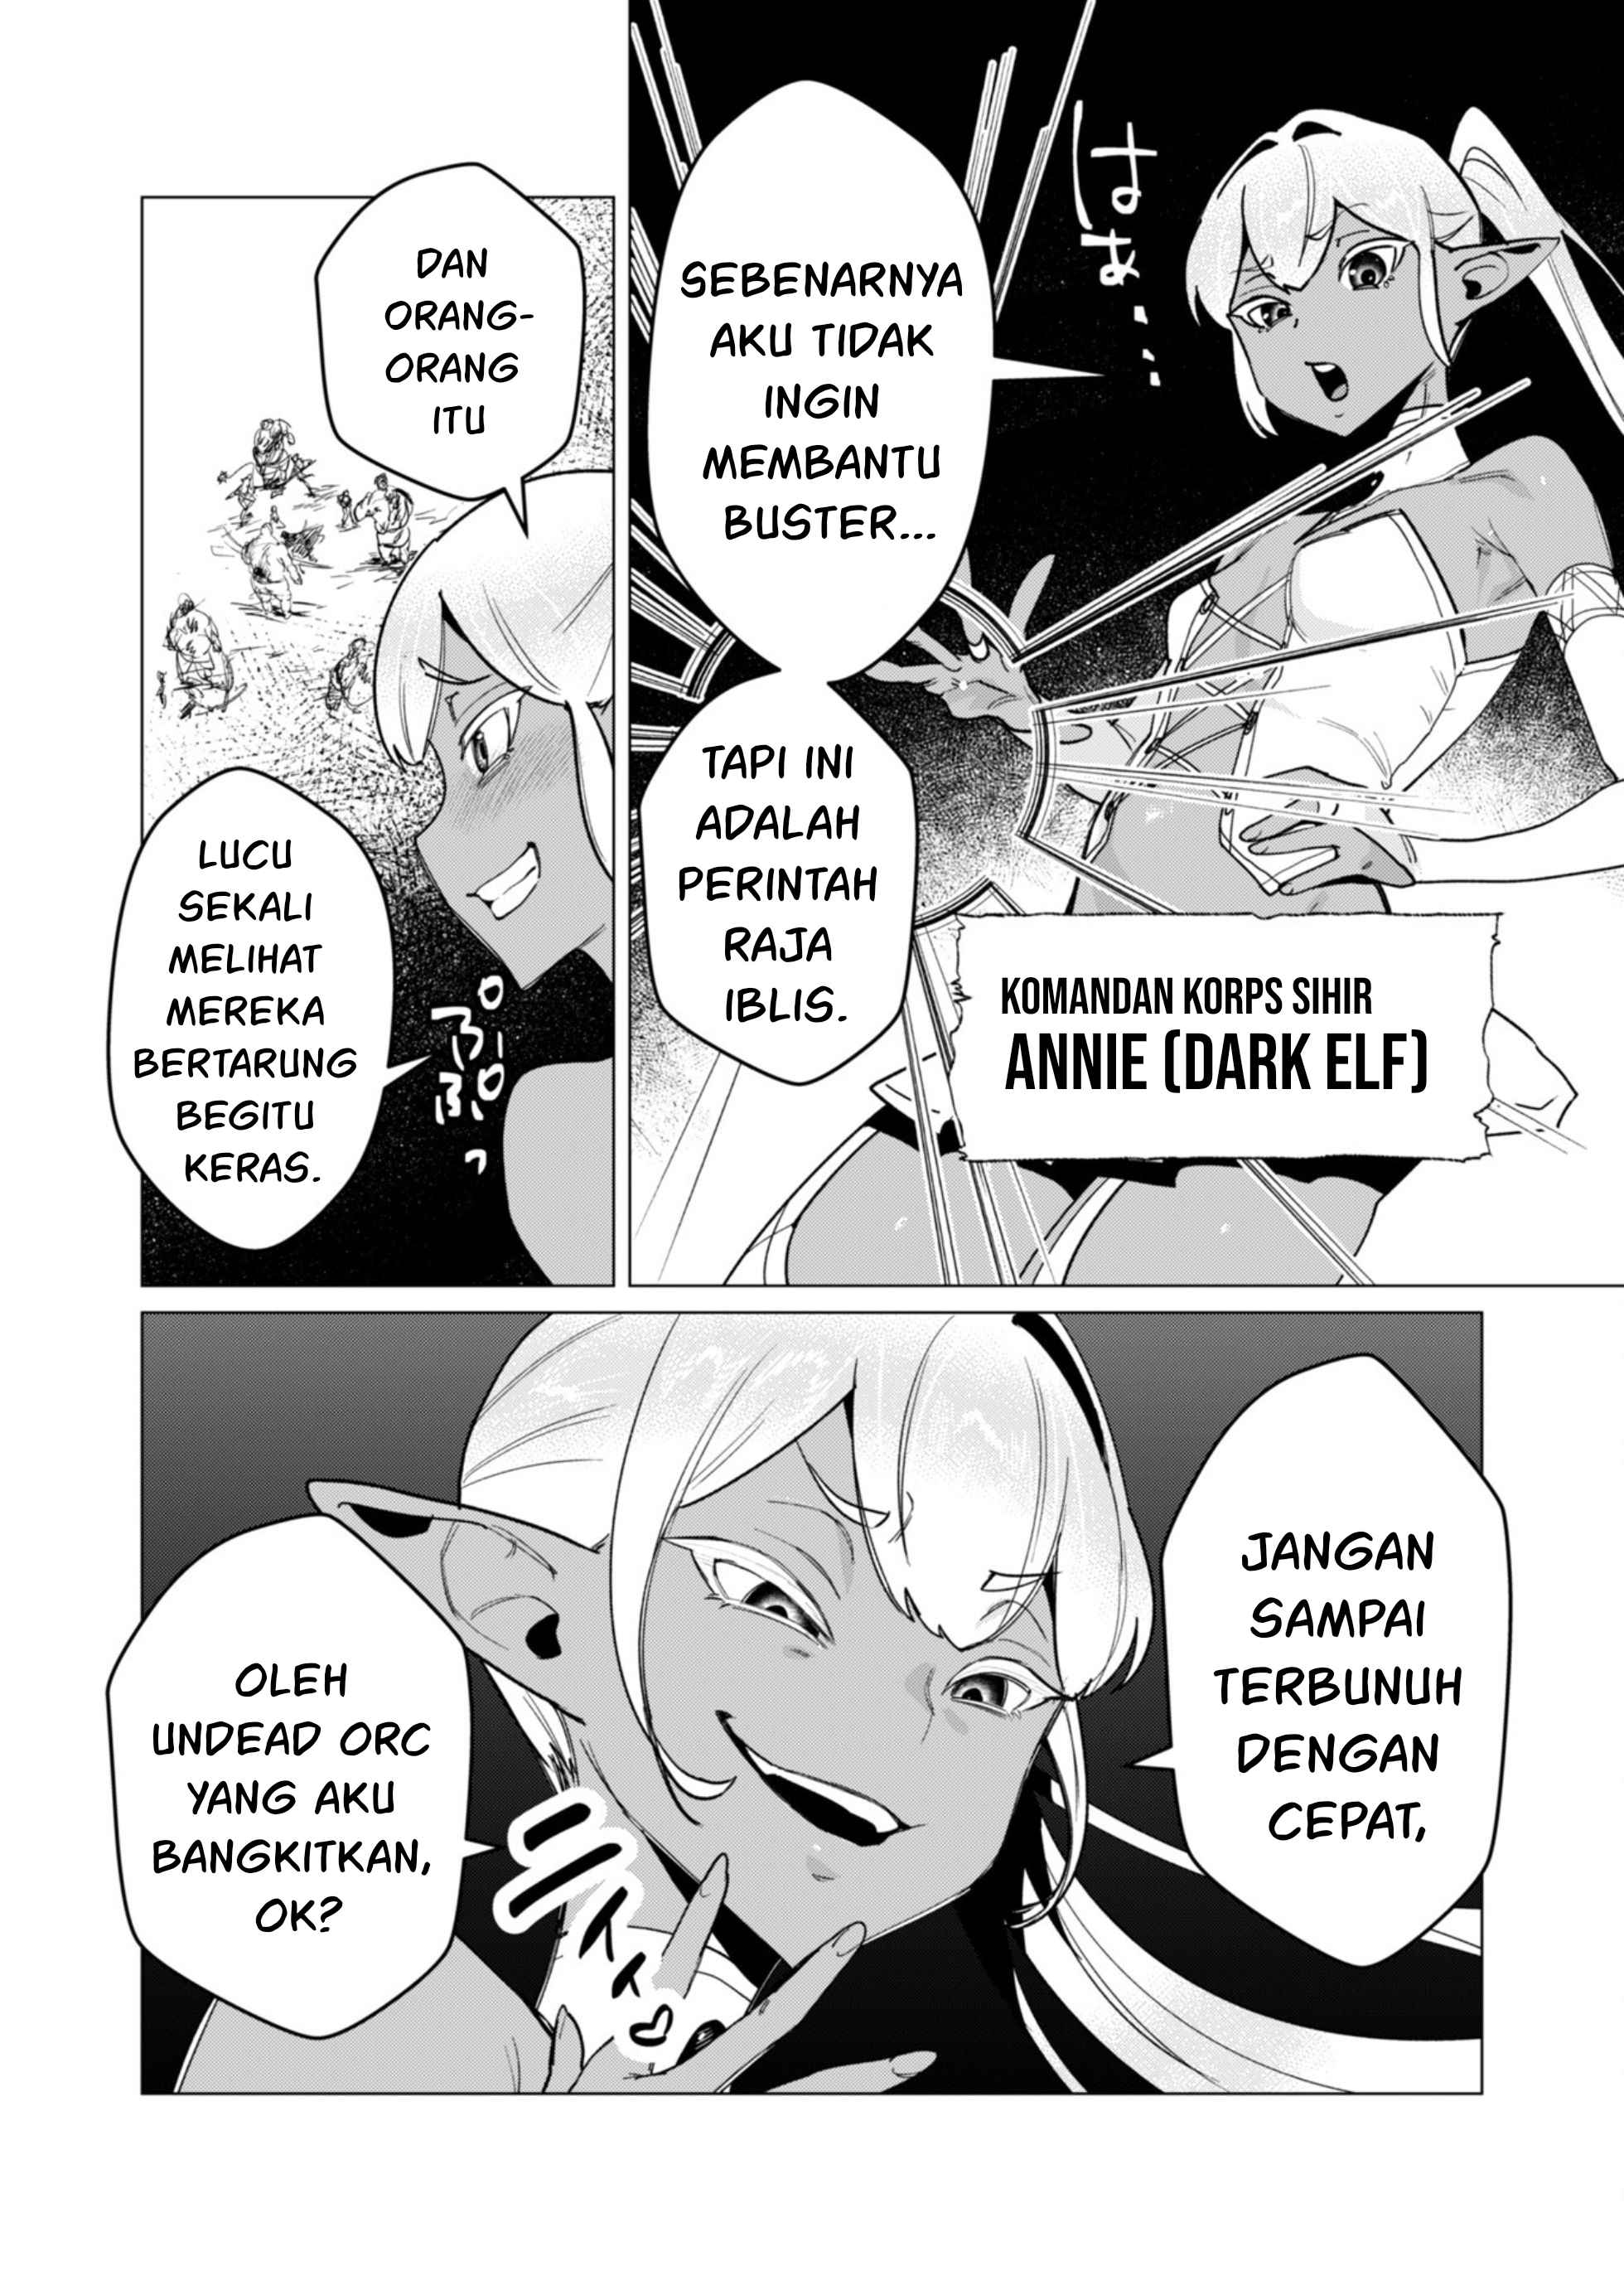 SEBENARNYA
AKU TIDAK
INGIN
MEMBANTU
BUSTER...
はぁ...
TAPI INI
ADALAH
PERINTAH
RAJA
IBLIS.
KOMANDAN KORPS SIHIR
ANNIE (DARK ELF)
DAN
ORANG-
ORANG
ITU
LUCU
SEKALI
MELIHAT
MEREKA
BERTARUNG
BEGITU
KERAS.
ぷぷっ
JANGAN
SAMPAI
TERBUNUH
DENGAN
CEPAT,
OLEH
UNDEAD ORC
YANG AKU
BANGKITKAN,
OK?
ニィ♡